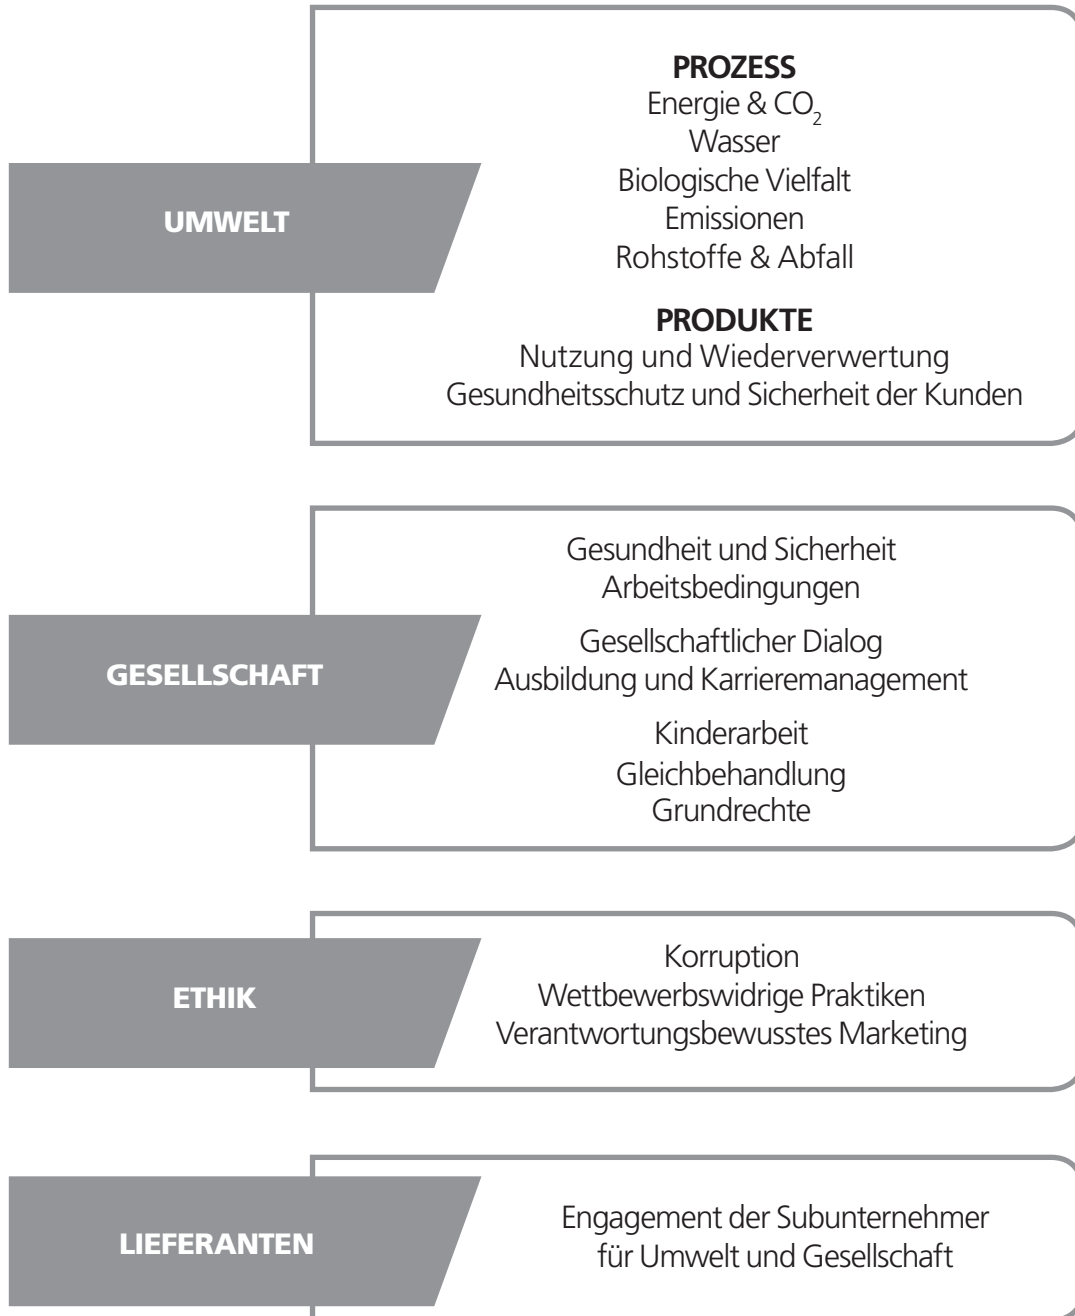 UMWELT
PROZESS
Energie & CO₂
Wasser
Biologische Vielfalt
Emissionen
Rohstoffe & Abfall
PRODUKTE
Nutzung und Wiederverwertung
Gesundheitsschutz und Sicherheit der Kunden
GESELLSCHAFT
Gesundheit und Sicherheit
Arbeitsbedingungen
Gesellschaftlicher Dialog
Ausbildung und Karrieremanagement
Kinderarbeit
Gleichbehandlung
Grundrechte
ETHIK
Korruption
Wettbewerbswidrige Praktiken
Verantwortungsbewusstes Marketing
LIEFERANTEN
Engagement der Subunternehmer
für Umwelt und Gesellschaft